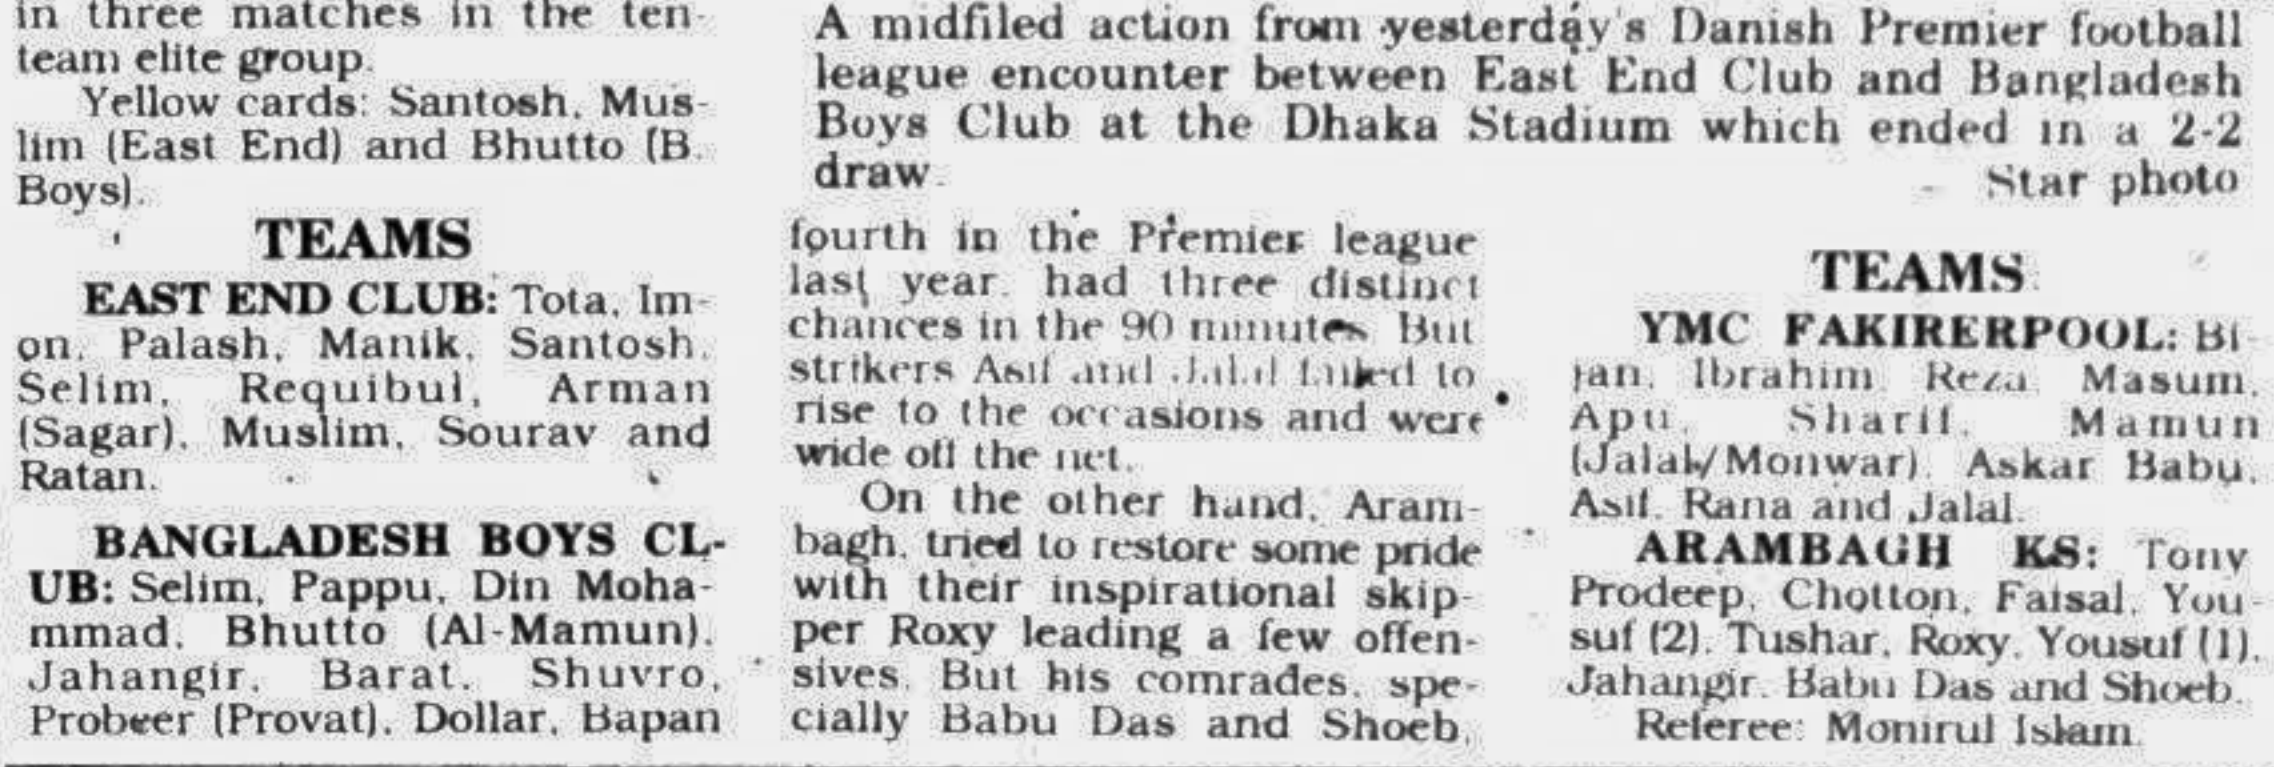 in three matches in the ten-
team elite group.
Yellow cards: Santosh, Mus-
lim (East End) and Bhutto (B.
Boys).
TEAMS
EAST END CLUB: Tota, Im-
on, Palash, Manik, Santosh,
Selim, Requibul, Arman
(Sagar), Muslim, Sourav and
Ratan.
BANGLADESH BOYS CL-
UB: Selim, Pappu, Din Moha-
mmad, Bhutto (Al-Mamun),
Jahangir, Barat, Shuvro,
Probeer (Provat), Dollar, Bapan
A midfiled action from yesterday's Danish Premier football
league encounter between East End Club and Bangladesh
Boys Club at the Dhaka Stadium which ended in a 2-2
draw.
Star photo
fourth in the Premier league
last year, had three distinct
chances in the 90 minutes. But
strikers Asif and Jalal failed to
rise to the occasions and were
wide off the net.
On the other hand, Aram-
bagh, tried to restore some pride
with their inspirational skip-
per Roxy leading a few offen-
sives. But his comrades, spe-
cially Babu Das and Shoeb,
TEAMS
YMC FAKIRERPOOL: Bi-
jan, Ibrahim, Reza, Masum,
Apu, Sharif, Mamun
(Jalal/Monwar), Askar Babu,
Asif, Rana and Jalal.
ARAMBAGH KS: Tony
Prodeep, Chotton, Faisal, You-
suf (2), Tushar, Roxy, Yousuf (1),
Jahangir, Babu Das and Shoeb.
Referee: Monirul Islam.